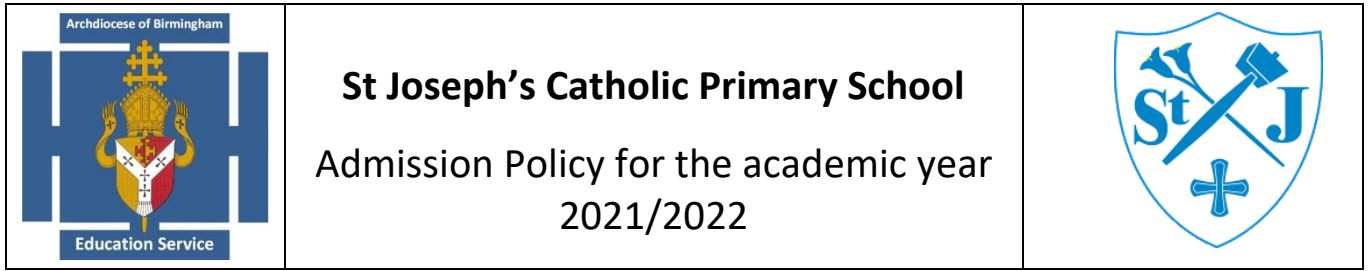 Archdiocese of Birmingham
Education Service
St Joseph’s Catholic Primary School
Admission Policy for the academic year
2021/2022
St J